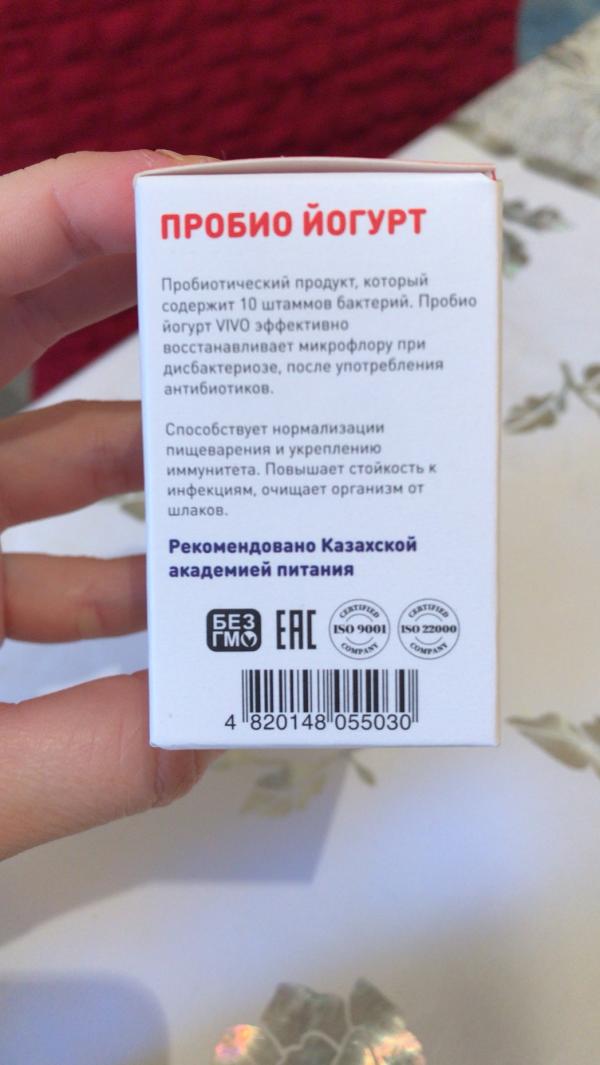 ПРОБИО ЙОГУРТ
Пробиотический продукт, который
содержит 10 штаммов бактерий. Пробио
йогурт VIVO эффективно
восстанавливает микрофлору при
дисбактериозе, после употребления
антибиотиков.
Способствует нормализации
пищеварения и укреплению
иммунитета. Повышает стойкость к
инфекциям, очищает организм от
шлаков.
Рекомендовано Казахской
академией питания
БЕЗ
ГМО
EAC
CERTIFIED
ISO 9001
COMPANY
CERTIFIED
ISO 22000
COMPANY
4 820148 055030